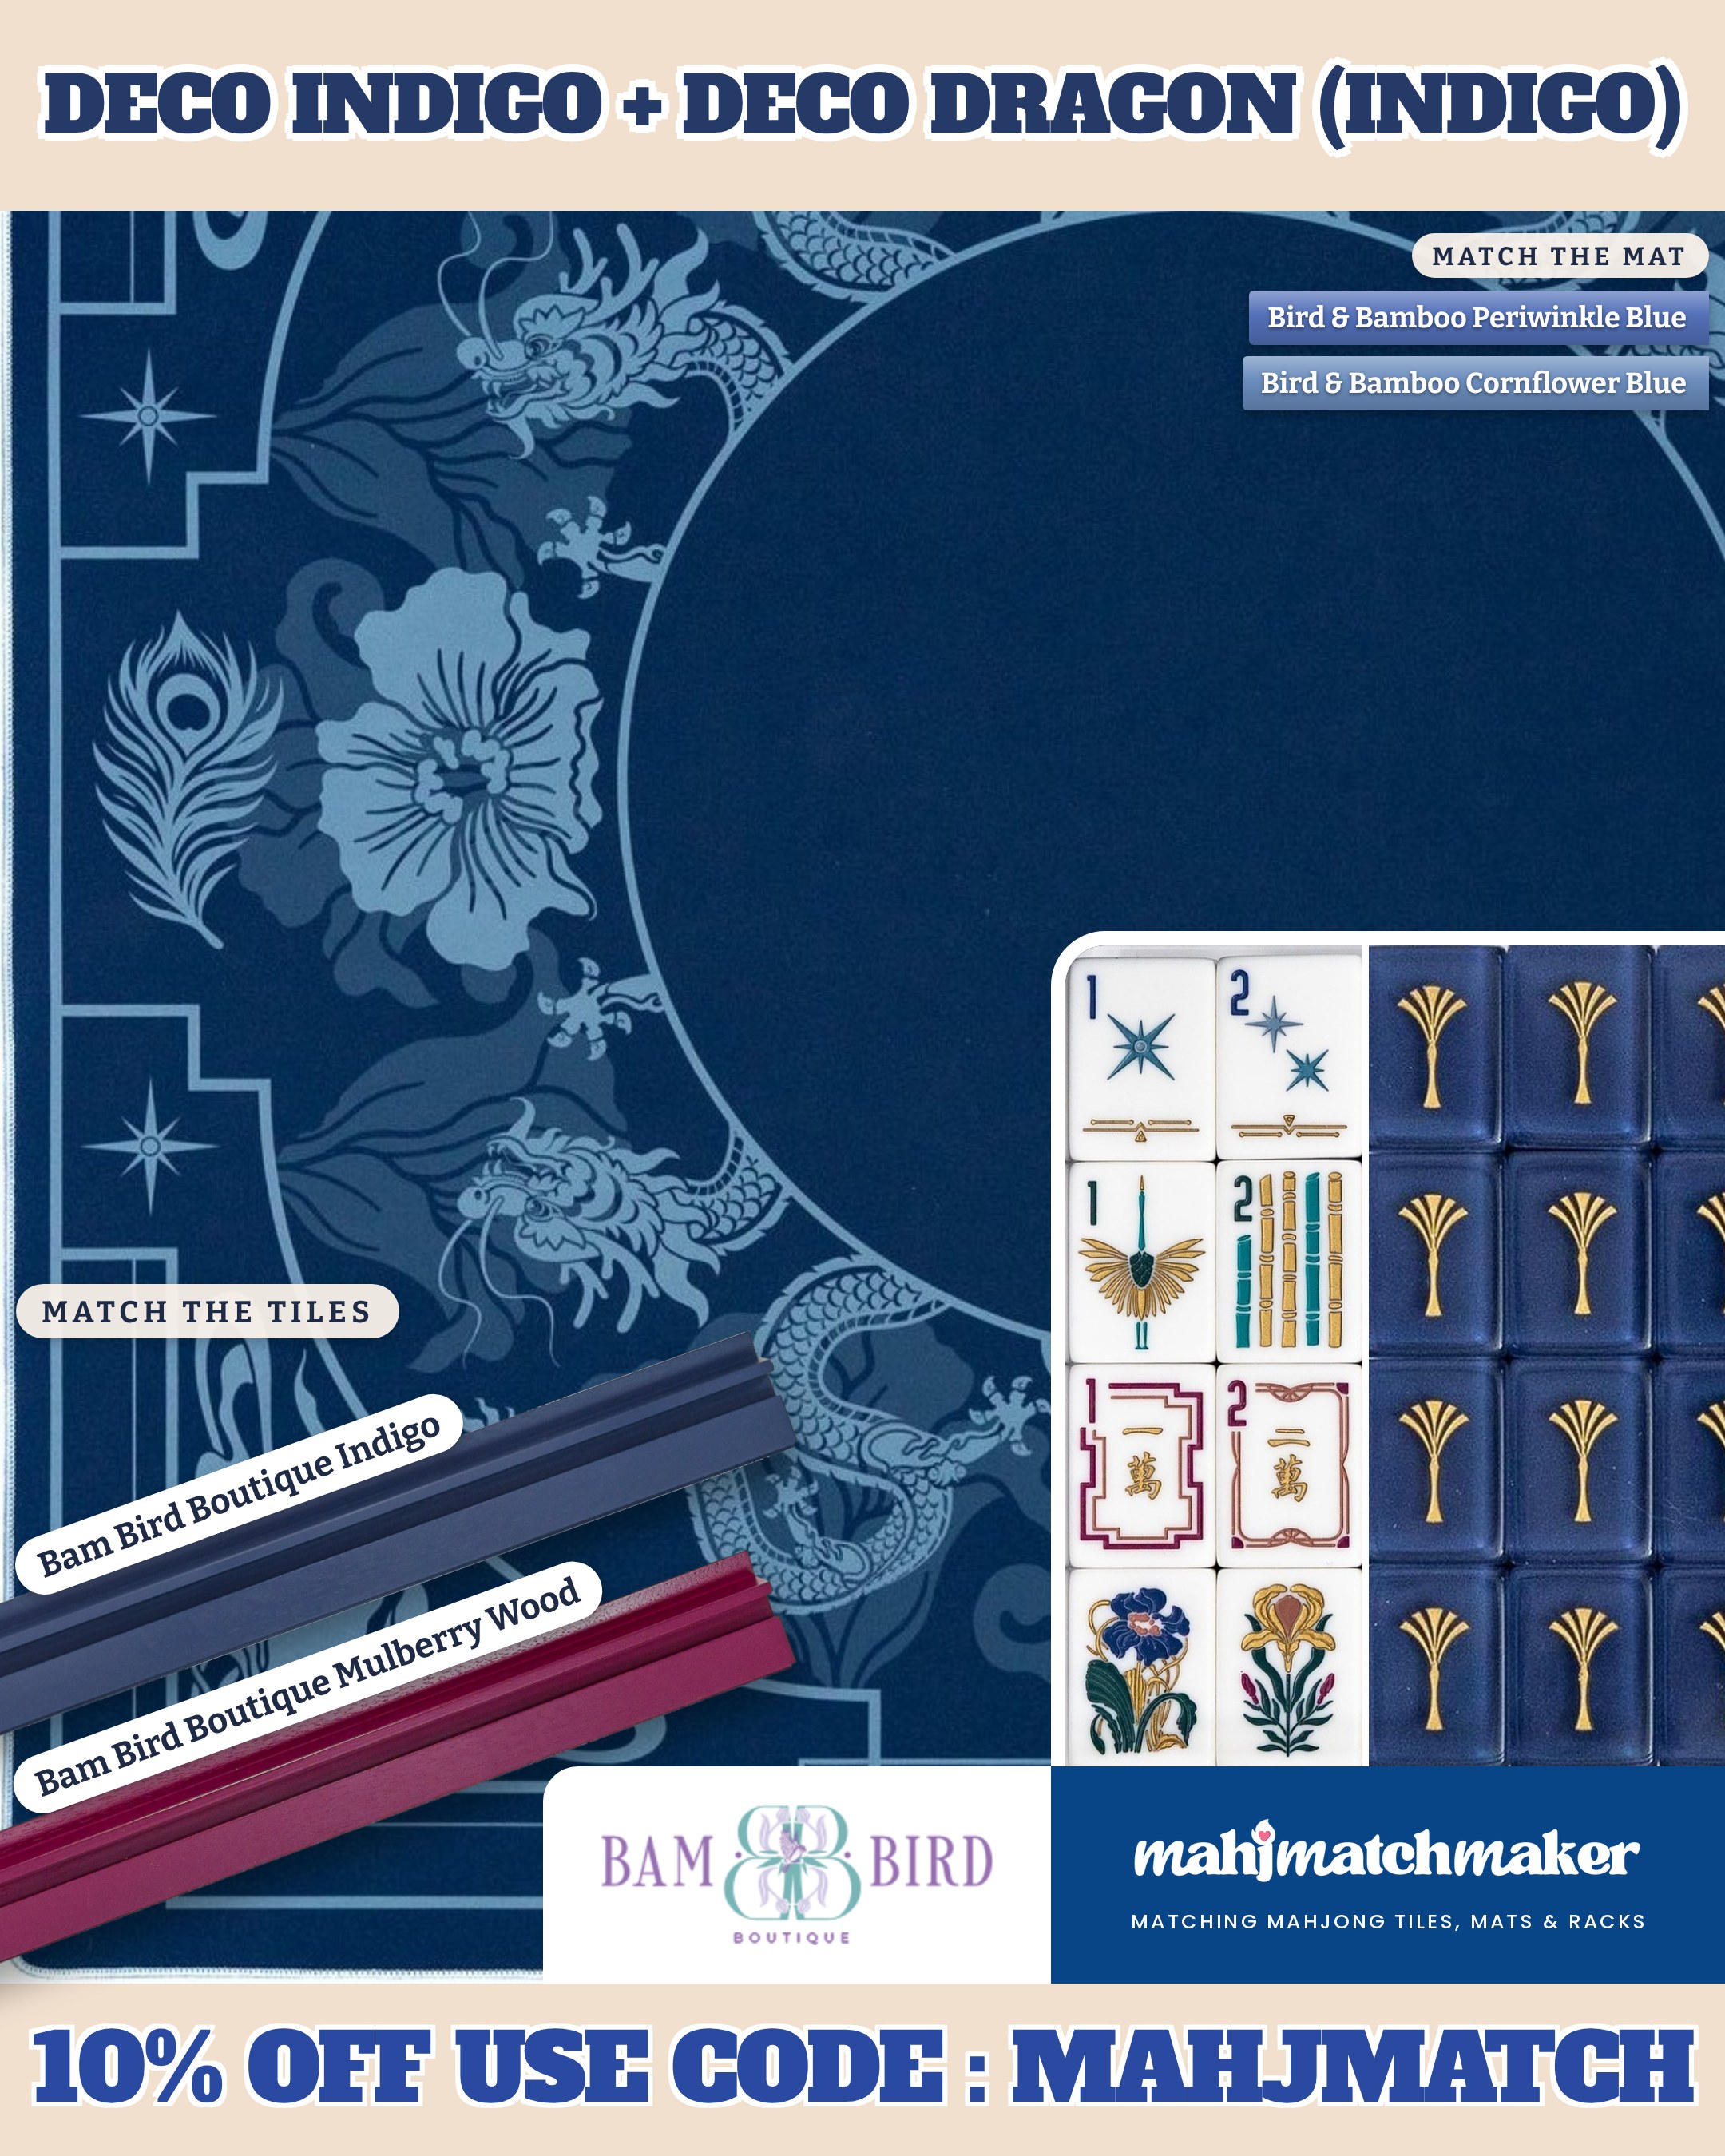 DECO INDIGO + DECO DRAGON (INDIGO)
MATCH THE MAT
Bird & Bamboo Periwinkle Blue
Bird & Bamboo Cornflower Blue
1
2
1
2
1
一
萬
2
二
萬
MATCH THE TILES
Bam Bird Boutique Indigo
Bam Bird Boutique Mulberry Wood
BAM BIRD
BOUTIQUE
mahjmatchmaker
MATCHING MAHJONG TILES, MATS & RACKS
10% OFF USE CODE : MAHJMATCH